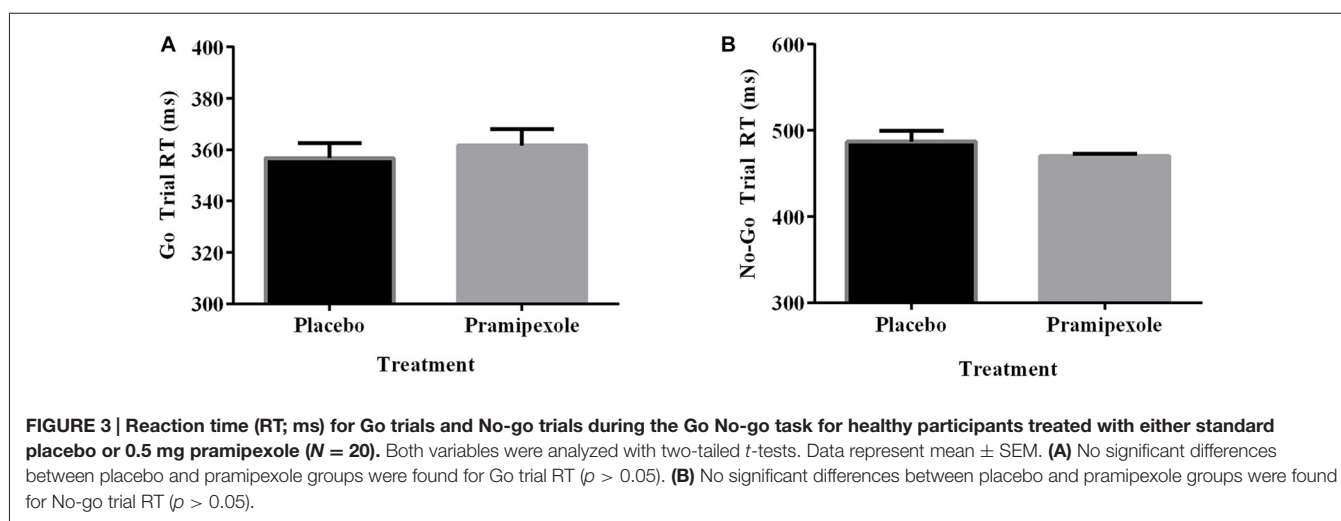 A
Go Trial RT (ms)
400
380
360
340
320
300
Placebo
Pramipexole
Treatment
B
No-Go Trial RT (ms)
600
500
400
300
Placebo
Pramipexole
Treatment
FIGURE 3 | Reaction time (RT; ms) for Go trials and No-go trials during the Go No-go task for healthy participants treated with either standard
placebo or 0.5 mg pramipexole (N = 20). Both variables were analyzed with two-tailed t-tests. Data represent mean ± SEM. (A) No significant differences
between placebo and pramipexole groups were found for Go trial RT (p > 0.05). (B) No significant differences between placebo and pramipexole groups were found
for No-go trial RT (p > 0.05).